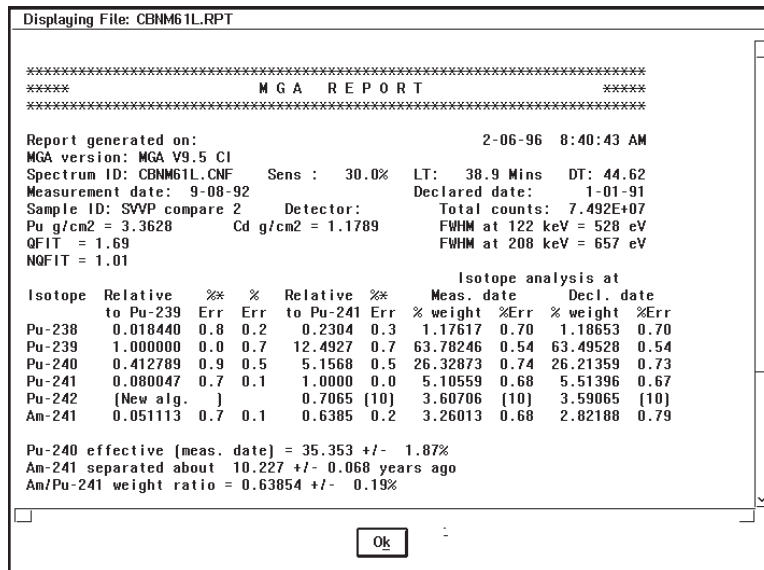 Displaying File: CBNM61L.RPT
************************************************************************
***** M G A   R E P O R T *****
************************************************************************
Report generated on: 2-06-96 8:40:43 AM
MGA version: MGA V9.5 CI
Spectrum ID: CBNM61L.CNF Sens : 30.0% LT: 38.9 Mins DT: 44.62
Measurement date: 9-08-92 Declared date: 1-01-91
Sample ID: SVVP compare 2 Detector: Total counts: 7.492E+07
Pu g/cm2 = 3.3628 Cd g/cm2 = 1.1789 FWHM at 122 keV = 528 eV
QFIT = 1.69 FWHM at 208 keV = 657 eV
NQFIT = 1.01
Isotope analysis at
Isotope Relative %* % Relative %* Meas. date Decl. date
to Pu-239 Err Err to Pu-241 Err % weight %Err % weight %Err
Pu-238 0.018440 0.8 0.2 0.2304 0.3 1.17617 0.70 1.18653 0.70
Pu-239 1.000000 0.0 0.7 12.4927 0.7 63.78246 0.54 63.49528 0.54
Pu-240 0.412789 0.9 0.5 5.1568 0.5 26.32873 0.74 26.21359 0.73
Pu-241 0.080047 0.7 0.1 1.0000 0.0 5.10559 0.68 5.51396 0.67
Pu-242 (New alg. ) 0.7065 (10) 3.60706 (10) 3.59065 (10)
Am-241 0.051113 0.7 0.1 0.6385 0.2 3.26013 0.68 2.82188 0.79
Pu-240 effective (meas. date) = 35.353 +/- 1.87%
Am-241 separated about 10.227 +/- 0.068 years ago
Am/Pu-241 weight ratio = 0.63854 +/- 0.19%
Ok